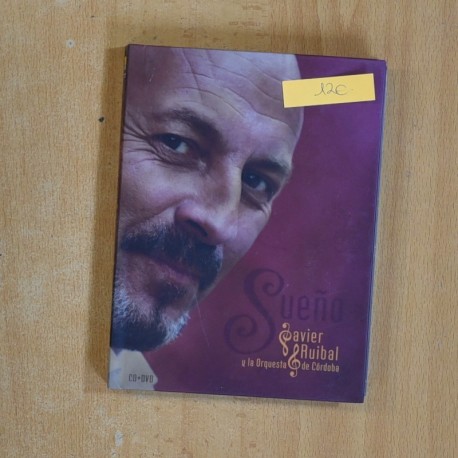 12€
Sueño
Javier
Ruibal
y la Orquesta de Córdoba
CD+DVD